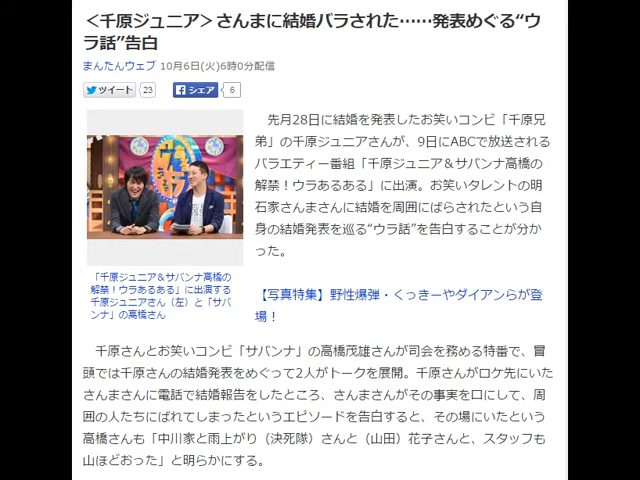 ＜千原ジュニア＞さんまに結婚バラされた……発表めぐる“ウ
ラ話”告白
まんたんウェブ 10月6日(火)6時0分配信
ツイート 23 シェア 6
先月28日に結婚を発表したお笑いコンビ「千原兄
弟」の千原ジュニアさんが、9日にABCで放送される
バラエティー番組「千原ジュニア＆サバンナ高橋の
解禁！ウラあるある」に出演。お笑いタレントの明
石家さんまさんに結婚を周囲にばらされたという自
身の結婚発表を巡る“ウラ話”を告白することが分か
った。
「千原ジュニア＆サバンナ高橋の
解禁！ウラあるある」に出演する
千原ジュニアさん（左）と「サバ
ンナ」の高橋さん
【写真特集】野性爆弾・くっきーやダイアンらが登
場！
千原さんとお笑いコンビ「サバンナ」の高橋茂雄さんが司会を務める特番で、冒
頭では千原さんの結婚発表をめぐって2人がトークを展開。千原さんがロケ先にいた
さんまさんに電話で結婚報告をしたところ、さんまさんがその事実を口にして、周
囲の人たちにばれてしまったというエピソードを告白すると、その場にいたという
高橋さんも「中川家と雨上がり（決死隊）さんと（山田）花子さんと、スタッフも
山ほどおった」と明らかにする。